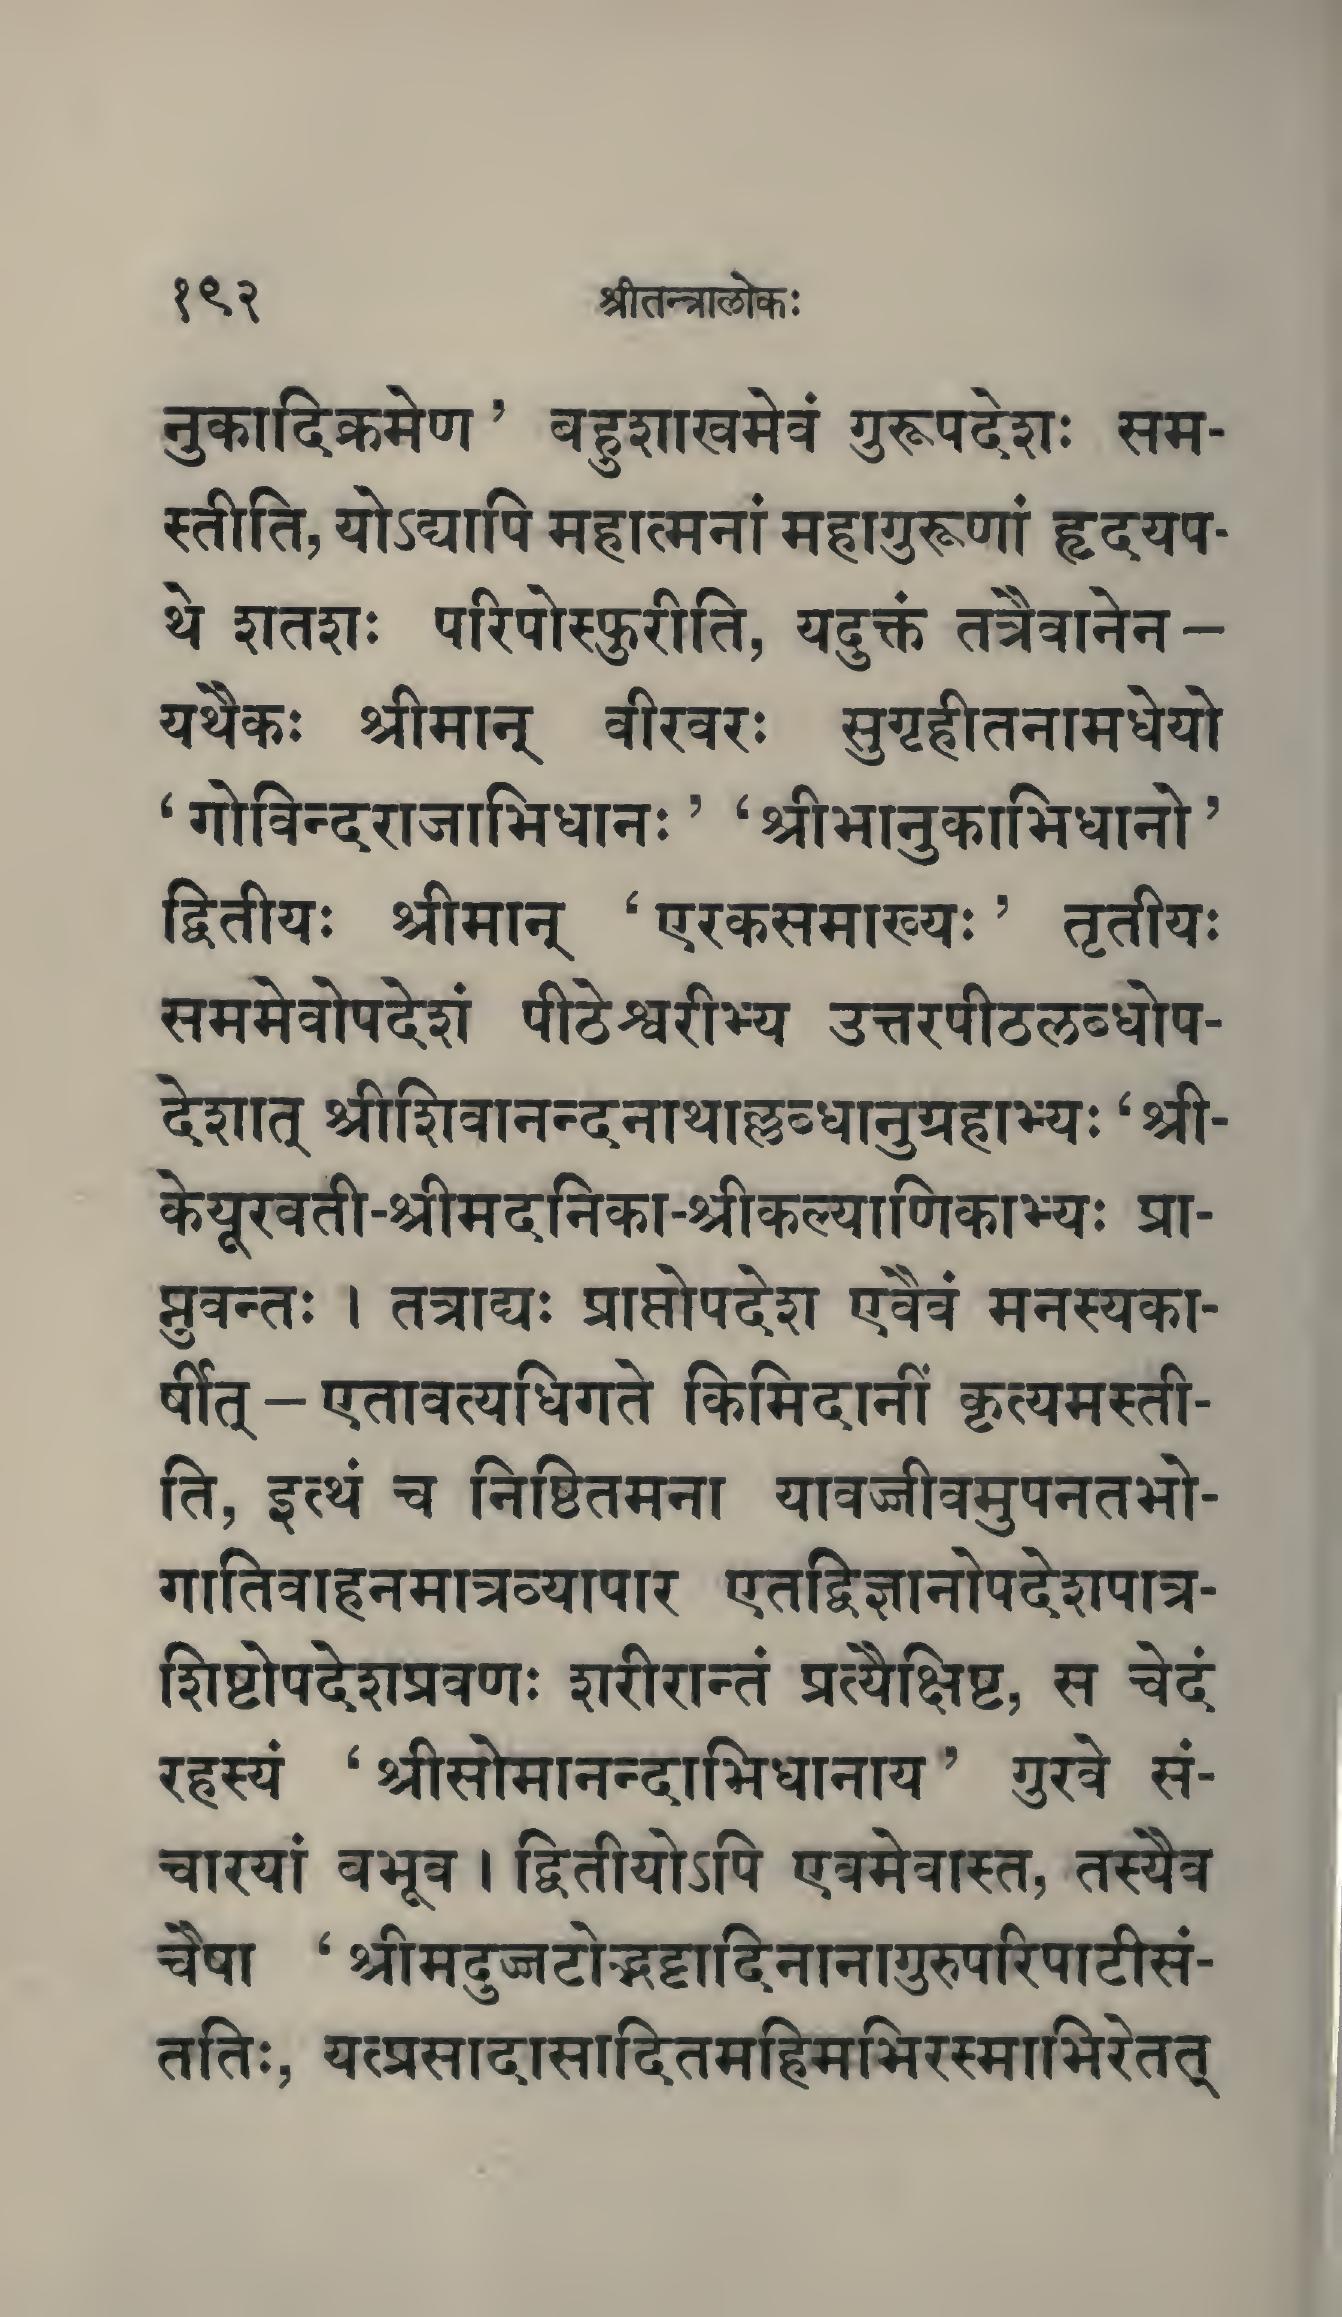 १९२ श्रीतन्त्रालोकः
नुकादिक्रमेण ’ बहुशाखमेवं गुरूपदेशः सम-
स्तीति, योऽद्यापि महात्मनां महागुरूणां हृदयप-
थे शतशः परिपोस्फुरीति, यदुक्तं तत्रैवानेन –
यथैकः श्रीमान् वीरवरः सुगृहीतनामधेयो
‘ गोविन्दराजाभिधानः ’ ‘ श्रीभानुकाभिधानो ’
द्वितीयः श्रीमान् ‘ एरकसमाख्यः ’ तृतीयः
सममेवोपदेशं पीठेश्वरीभ्य उत्तरपीठलब्धोप-
देशात् श्रीशिवानन्दनाथाल्लब्धानुग्रहाभ्यः ‘ श्री-
केयूरवती-श्रीमदनिका-श्रीकल्याणिकाभ्यः प्रा-
प्नुवन्तः । तत्राद्यः प्राप्तोपदेश एवैवं मनस्यका-
र्षीत् – एतावत्यधिगते किमिदानीं कृत्यमस्ती-
ति, इत्थं च निष्ठितमना यावज्जीवमुपनतभो-
गातिवाहनमात्रव्यापार एतद्विज्ञानोपदेशपात्र-
शिष्टोपदेशप्रवणः शरीरान्तं प्रत्यैक्षिष्ट, स चेदं
रहस्यं ‘ श्रीसोमानन्दाभिधानाय ’ गुरवे सं-
चारयां बभूव । द्वितीयोऽपि एवमेवास्त, तस्यैव
चैषा ‘ श्रीमदुज्जटोद्भट्टादिनानागुरुपरिपाटीसं-
ततिः, यत्प्रसादासादितमहिमभिरस्माभिरेतत्